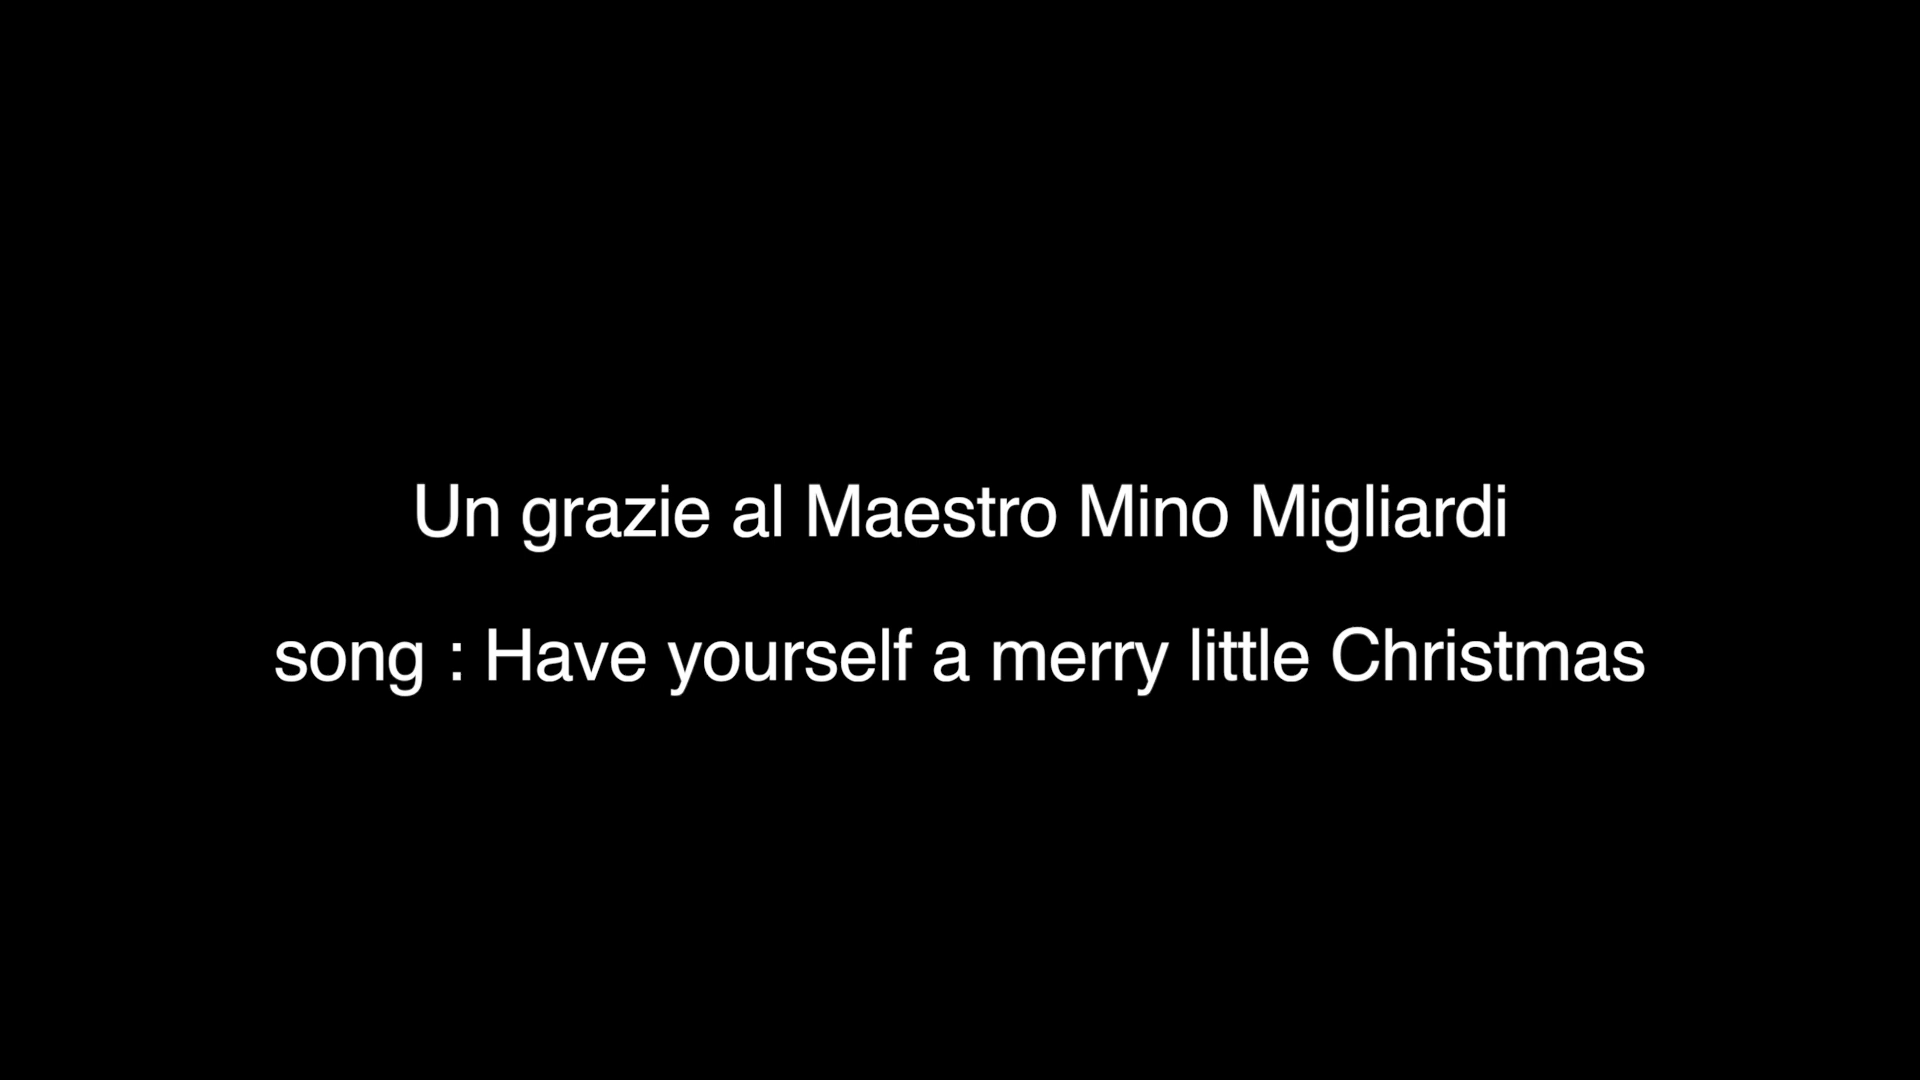 Un grazie al Maestro Mino Migliardi
song : Have yourself a merry little Christmas